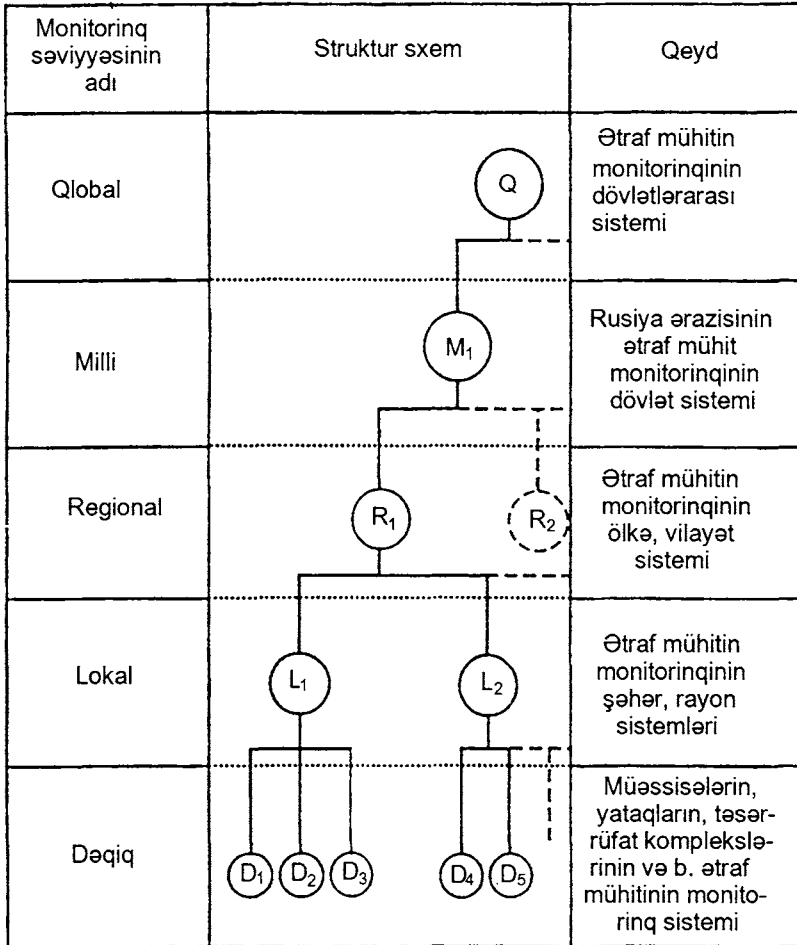 Monitorinq
səviyyəsinin
adı
Struktur sxem
Qeyd
Qlobal
Q
Ətraf mühitin
monitorinqinin
dövlətlərarası
sistemi
Milli
M₁
Rusiya ərazisinin
ətraf mühit
monitorinqinin
dövlət sistemi
Regional
R₁
R₂
Ətraf mühitin
monitorinqinin
ölkə, vilayət
sistemi
Lokal
L₁
L₂
Ətraf mühitin
monitorinqinin
şəhər, rayon
sistemləri
Dəqiq
D₁ D₂ D₃ D₄ D₅
Müəssisələrin,
yataqların, təsər-
rüfat komplekslə-
rinin və b. ətraf
mühitinin monito-
rinq sistemi